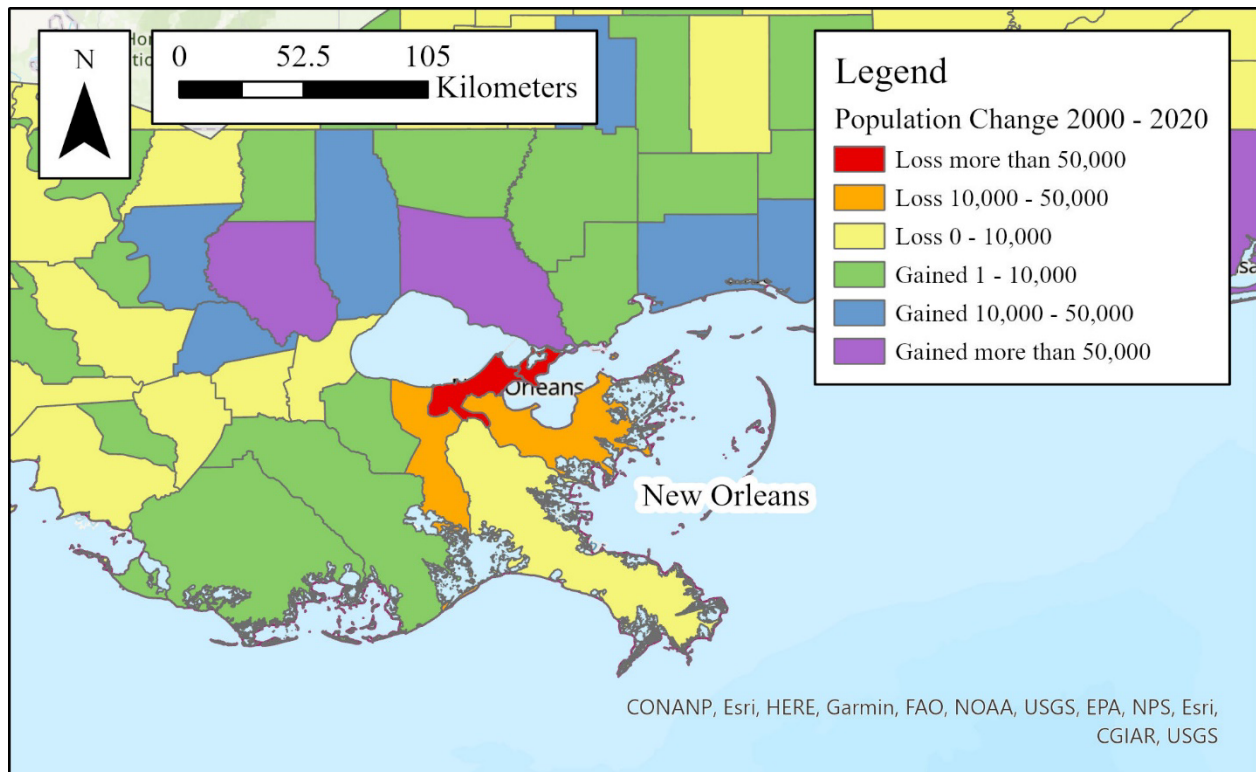 N
0 52.5 105
Kilometers
Legend
Population Change 2000 - 2020
Loss more than 50,000
Loss 10,000 - 50,000
Loss 0 - 10,000
Gained 1 - 10,000
Gained 10,000 - 50,000
Gained more than 50,000
Orleans
New Orleans
CONANP, Esri, HERE, Garmin, FAO, NOAA, USGS, EPA, NPS, Esri,
CGIAR, USGS